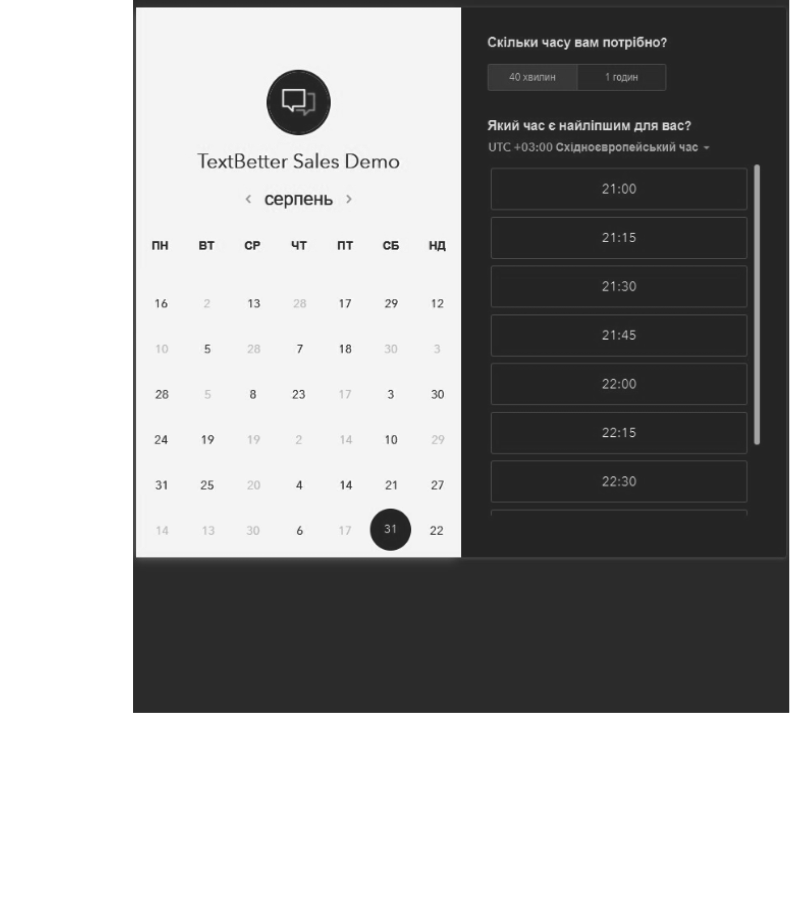 TextBetter Sales Demo
‹ серпень ›
ПН ВТ СР ЧТ ПТ СБ НД
16 2 13 28 17 29 12
10 5 28 7 18 30 3
28 5 8 23 17 3 30
24 19 19 2 14 10 29
31 25 20 4 14 21 27
14 13 30 6 17 31 22
Скільки часу вам потрібно?
40 хвилин 1 годин
Який час є найліпшим для вас?
UTC +03:00 Східноєвропейський час
21:00
21:15
21:30
21:45
22:00
22:15
22:30